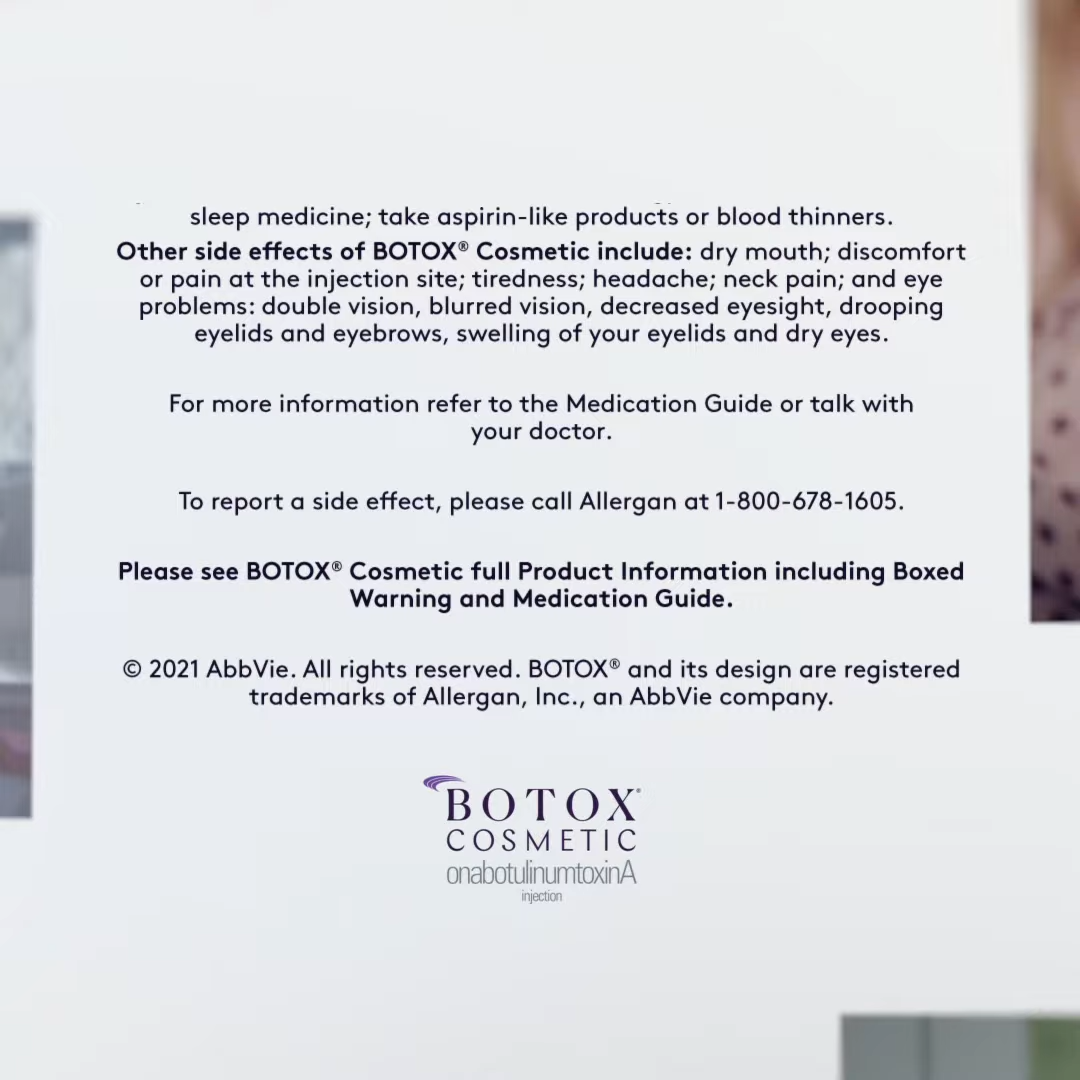 sleep medicine; take aspirin-like products or blood thinners.
Other side effects of BOTOX® Cosmetic include: dry mouth; discomfort
or pain at the injection site; tiredness; headache; neck pain; and eye
problems: double vision, blurred vision, decreased eyesight, drooping
eyelids and eyebrows, swelling of your eyelids and dry eyes.
For more information refer to the Medication Guide or talk with
your doctor.
To report a side effect, please call Allergan at 1-800-678-1605.
Please see BOTOX® Cosmetic full Product Information including Boxed
Warning and Medication Guide.
© 2021 AbbVie. All rights reserved. BOTOX® and its design are registered
trademarks of Allergan, Inc., an AbbVie company.
BOTOX®
COSMETIC
onabotulinumtoxinA
injection